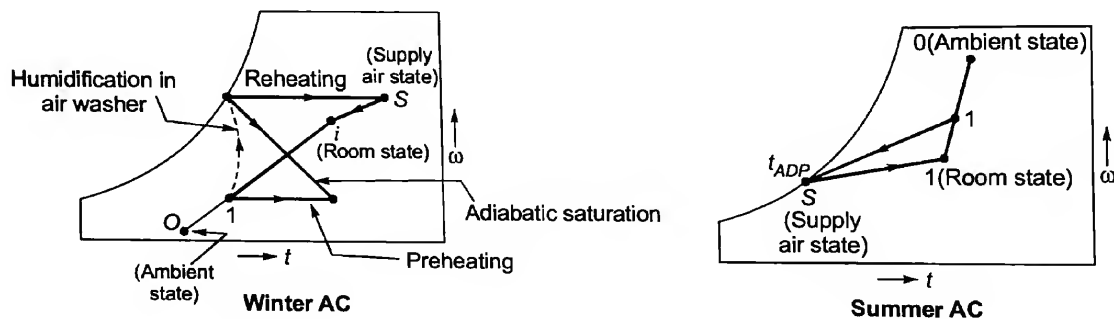 Humidification in
air washer
Reheating
(Supply
air state)
S
i
(Room state)
ω
1
O
Adiabatic saturation
Preheating
(Ambient
state)
t
Winter AC
0(Ambient state)
1
t_ADP
1(Room state)
S
(Supply
air state)
ω
t
Summer AC